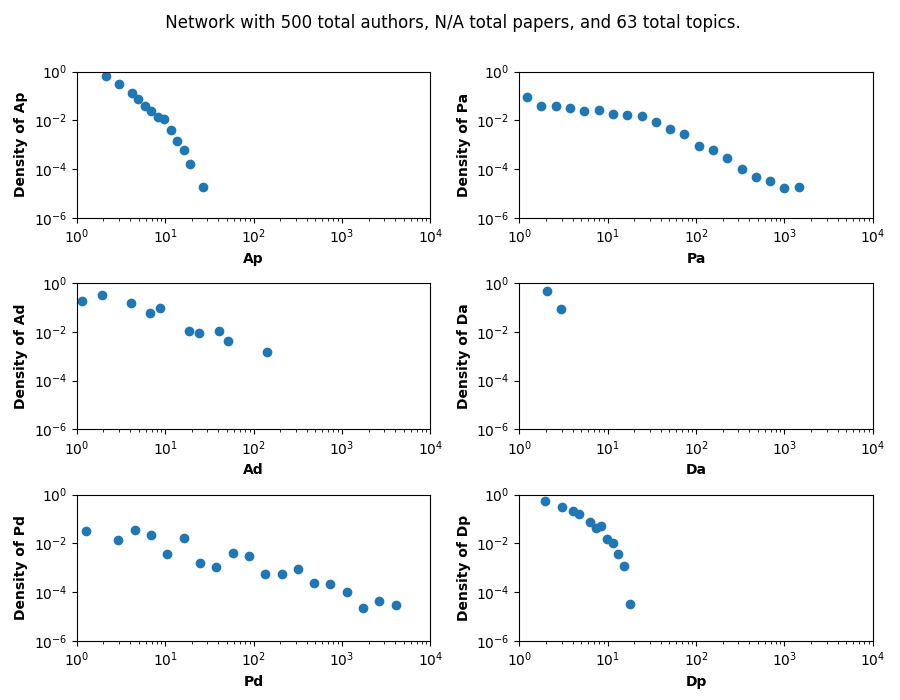 Network with 500 total authors, N/A total papers, and 63 total topics.
10^0
10^-2
10^-4
10^-6
Density of Ap
10^0 10^1 10^2 10^3 10^4
Ap
10^0
10^-2
10^-4
10^-6
Density of Pa
10^0 10^1 10^2 10^3 10^4
Pa
10^0
10^-2
10^-4
10^-6
Density of Ad
10^0 10^1 10^2 10^3 10^4
Ad
10^0
10^-2
10^-4
10^-6
Density of Da
10^0 10^1 10^2 10^3 10^4
Da
10^0
10^-2
10^-4
10^-6
Density of Pd
10^0 10^1 10^2 10^3 10^4
Pd
10^0
10^-2
10^-4
10^-6
Density of Dp
10^0 10^1 10^2 10^3 10^4
Dp